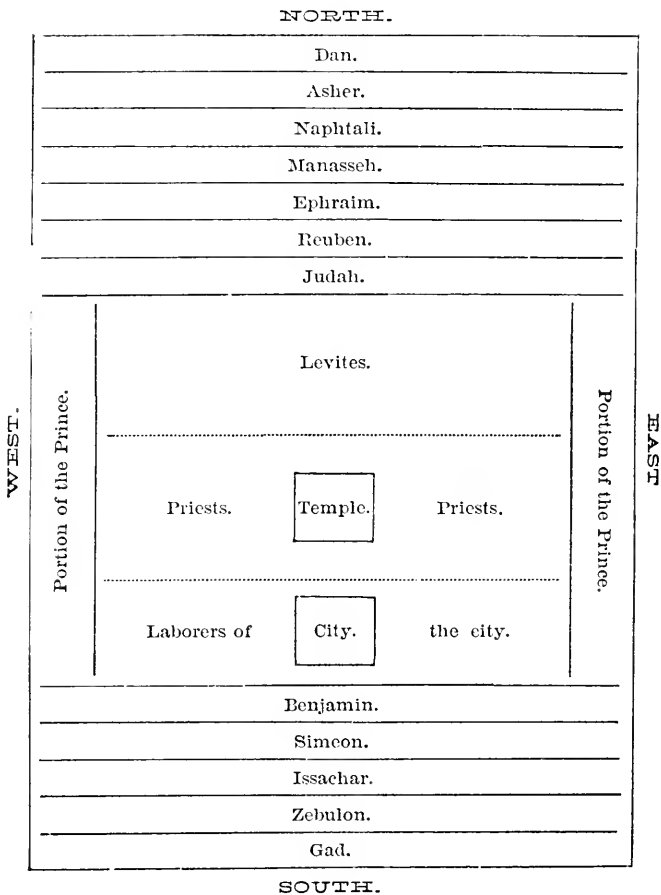 NORTH.
Dan.
Asher.
Naphtali.
Manasseh.
Ephraim.
Reuben.
Judah.
WEST.
Portion of the Prince.
Levites.
Priests. Temple. Priests.
Laborers of City. the city.
Portion of the Prince.
EAST
Benjamin.
Simeon.
Issachar.
Zebulon.
Gad.
SOUTH.